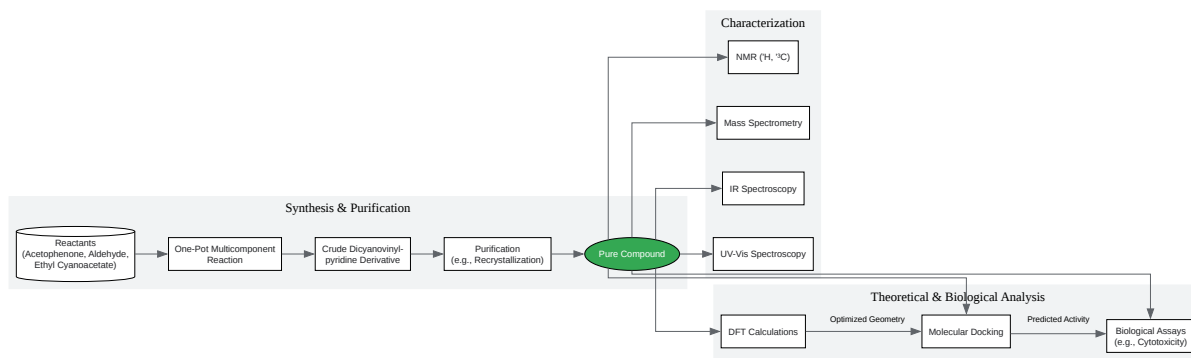 Characterization
NMR (¹H, ¹³C)
Mass Spectrometry
IR Spectroscopy
UV-Vis Spectroscopy
Synthesis & Purification
Reactants
(Acetophenone, Aldehyde,
Ethyl Cyanoacetate)
One-Pot Multicomponent
Reaction
Crude Dicyanovinyl-
pyridine Derivative
Purification
(e.g., Recrystallization)
Pure Compound
Theoretical & Biological Analysis
DFT Calculations
Optimized Geometry
Molecular Docking
Predicted Activity
Biological Assays
(e.g., Cytotoxicity)